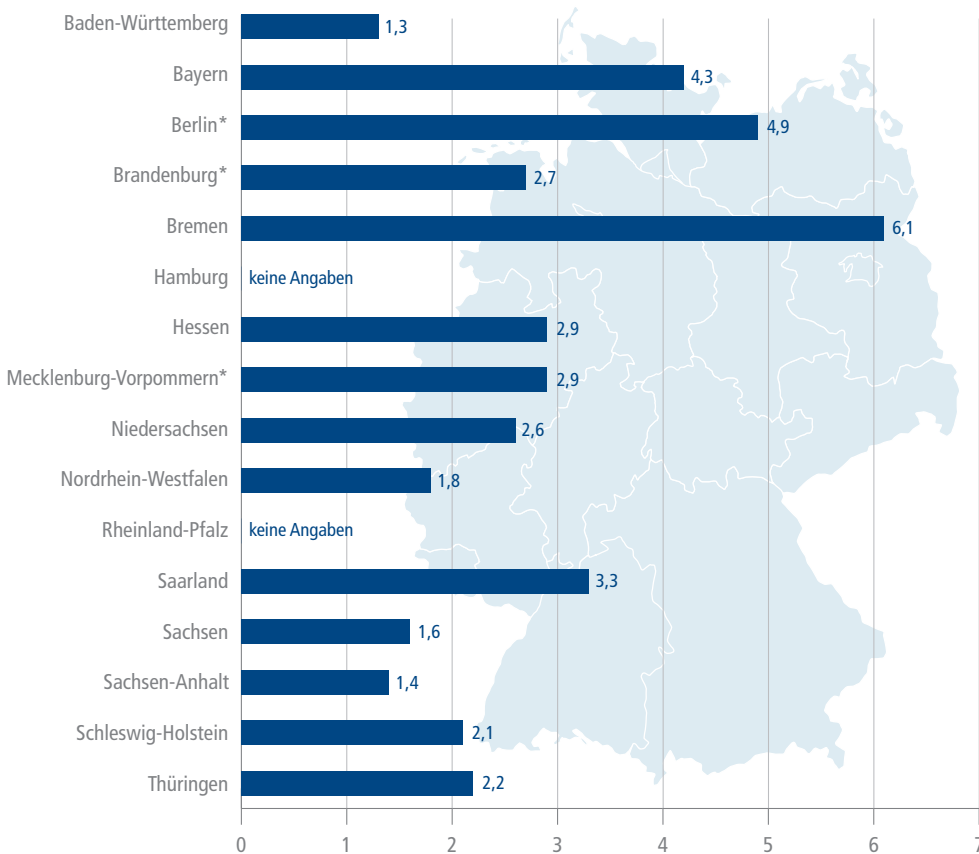 Baden-Württemberg 1,3
Bayern 4,3
Berlin* 4,9
Brandenburg* 2,7
Bremen 6,1
Hamburg keine Angaben
Hessen 2,9
Mecklenburg-Vorpommern* 2,9
Niedersachsen 2,6
Nordrhein-Westfalen 1,8
Rheinland-Pfalz keine Angaben
Saarland 3,3
Sachsen 1,6
Sachsen-Anhalt 1,4
Schleswig-Holstein 2,1
Thüringen 2,2
0 1 2 3 4 5 6 7